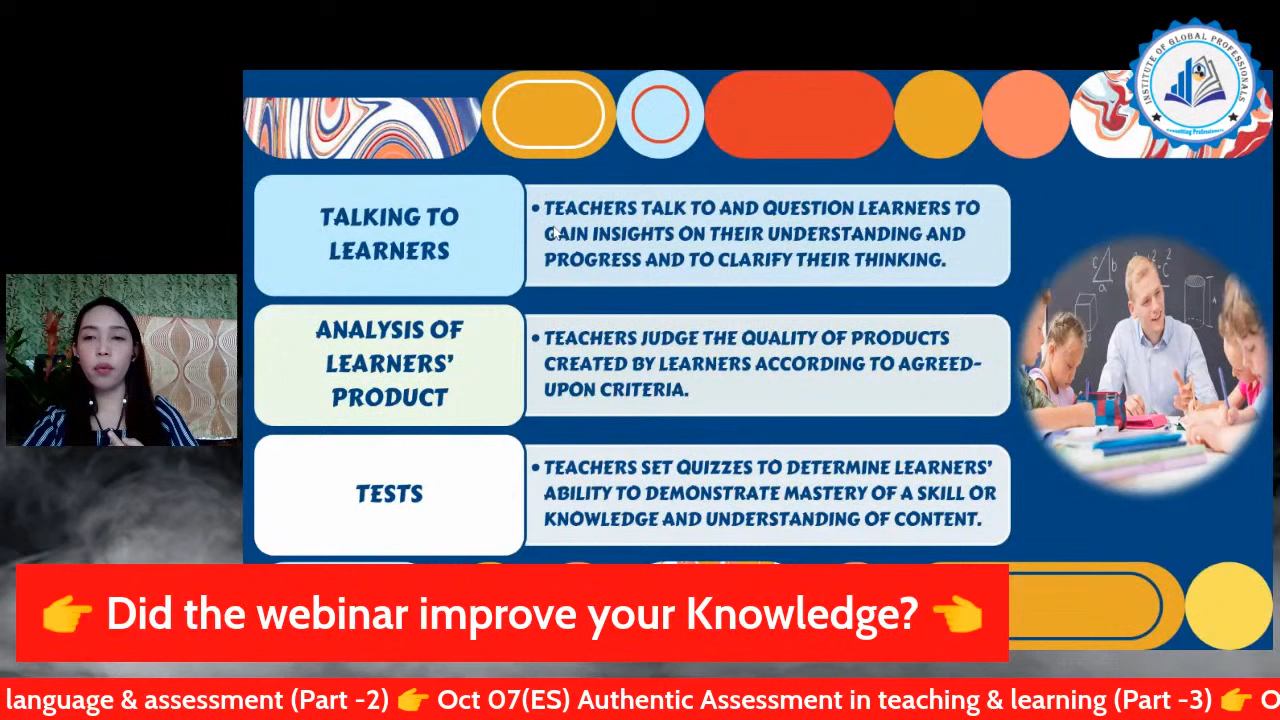 INSTITUTE OF GLOBAL PROFESSIONALS
Consulting Professionals
TALKING TO
LEARNERS
• TEACHERS TALK TO AND QUESTION LEARNERS TO
GAIN INSIGHTS ON THEIR UNDERSTANDING AND
PROGRESS AND TO CLARIFY THEIR THINKING.
ANALYSIS OF
LEARNERS'
PRODUCT
• TEACHERS JUDGE THE QUALITY OF PRODUCTS
CREATED BY LEARNERS ACCORDING TO AGREED-
UPON CRITERIA.
TESTS
• TEACHERS SET QUIZZES TO DETERMINE LEARNERS'
ABILITY TO DEMONSTRATE MASTERY OF A SKILL OR
KNOWLEDGE AND UNDERSTANDING OF CONTENT.
👉 Did the webinar improve your Knowledge? 👈
language & assessment (Part -2) 👉 Oct 07(ES) Authentic Assessment in teaching & learning (Part -3) 👉 O